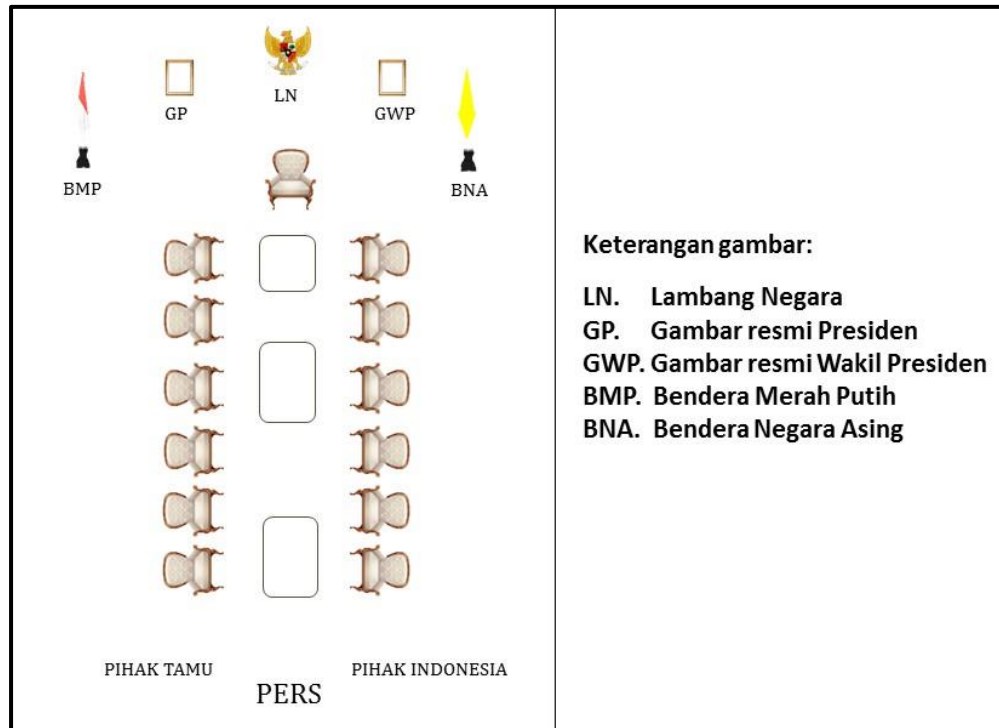 LN
GP
GWP
BMP
BNA
PIHAK TAMU
PIHAK INDONESIA
PERS
Keterangan gambar:
LN. Lambang Negara
GP. Gambar resmi Presiden
GWP. Gambar resmi Wakil Presiden
BMP. Bendera Merah Putih
BNA. Bendera Negara Asing